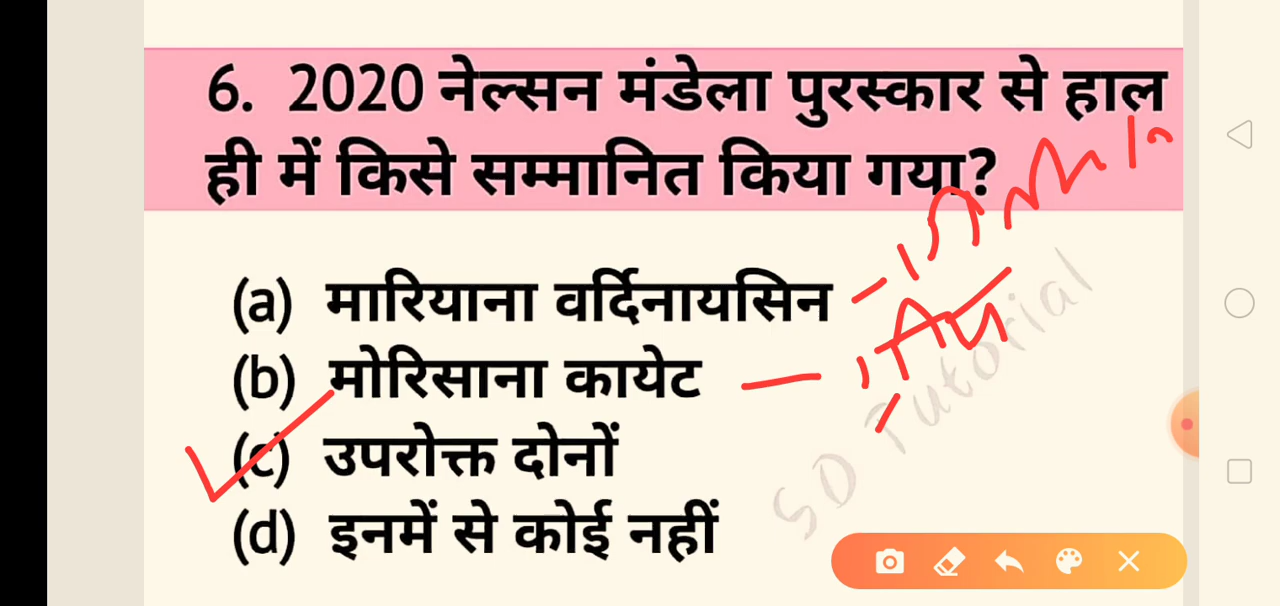 6. 2020 नेल्सन मंडेला पुरस्कार से हाल
ही में किसे सम्मानित किया गया?
(a) मारियाना वर्दिनायसिन
(b) मोरिसाना कायेट
(c) उपरोक्त दोनों
(d) इनमें से कोई नहीं
SD Tutorial